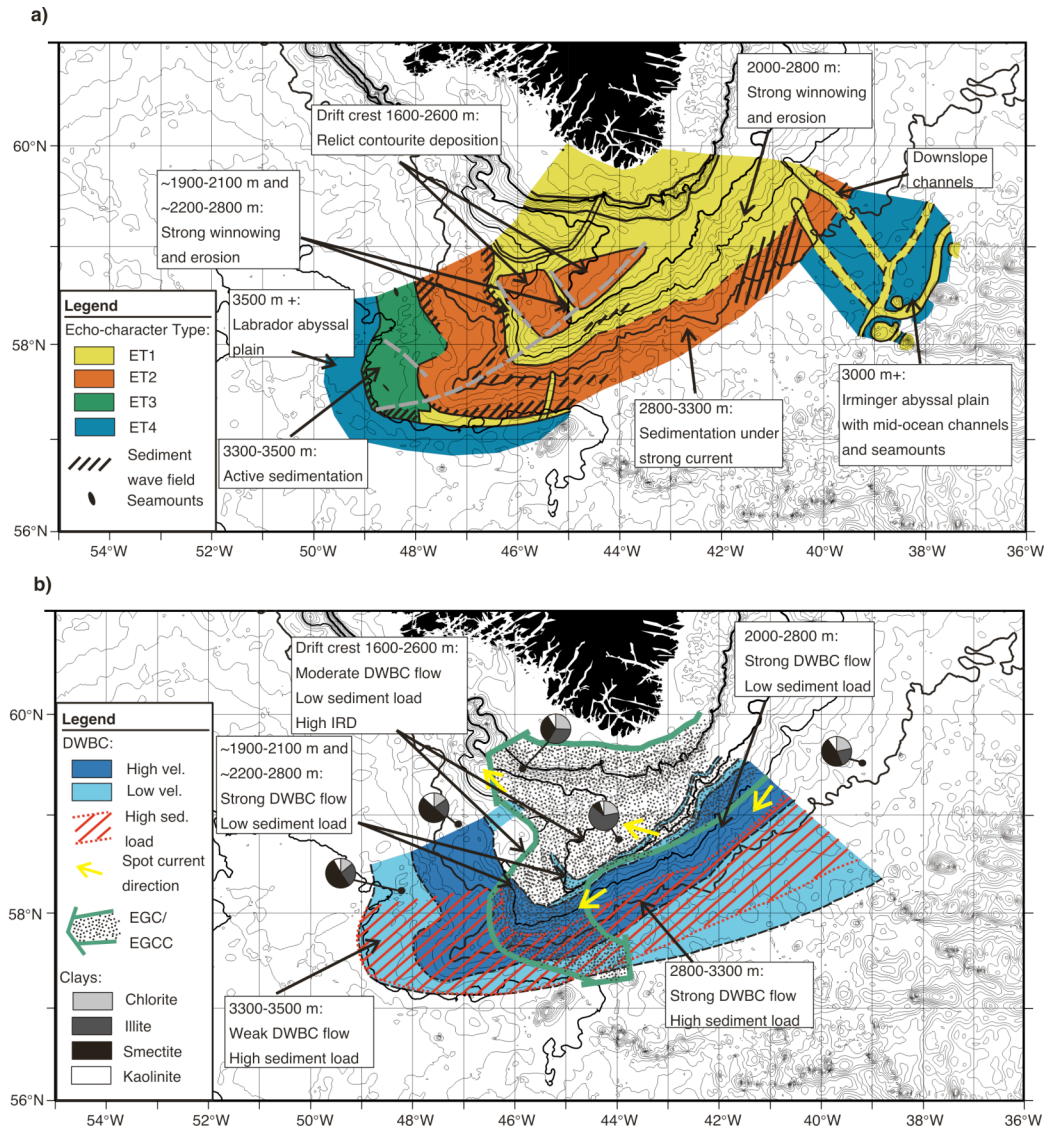 a)
2000-2800 m:
Strong winnowing
and erosion
Drift crest 1600-2600 m:
Relict contourite deposition
60°N
Downslope
channels
~1900-2100 m and
~2200-2800 m:
Strong winnowing
and erosion
Legend
Echo-character Type:
ET1
ET2
ET3
ET4
Sediment
wave field
Seamounts
3500 m +:
Labrador abyssal
plain
58°N
3300-3500 m:
Active sedimentation
2800-3300 m:
Sedimentation under
strong current
3000 m+:
Irminger abyssal plain
with mid-ocean channels
and seamounts
56°N
54°W 52°W 50°W 48°W 46°W 44°W 42°W 40°W 38°W 36°W
b)
Drift crest 1600-2600 m:
Moderate DWBC flow
Low sediment load
High IRD
2000-2800 m:
Strong DWBC flow
Low sediment load
60°N
~1900-2100 m and
~2200-2800 m:
Strong DWBC flow
Low sediment load
Legend
DWBC:
High vel.
Low vel.
High sed.
load
Spot current
direction
EGC/
EGCC
Clays:
Chlorite
Illite
Smectite
Kaolinite
58°N
3300-3500 m:
Weak DWBC flow
High sediment load
2800-3300 m:
Strong DWBC flow
High sediment load
56°N
54°W 52°W 50°W 48°W 46°W 44°W 42°W 40°W 38°W 36°W